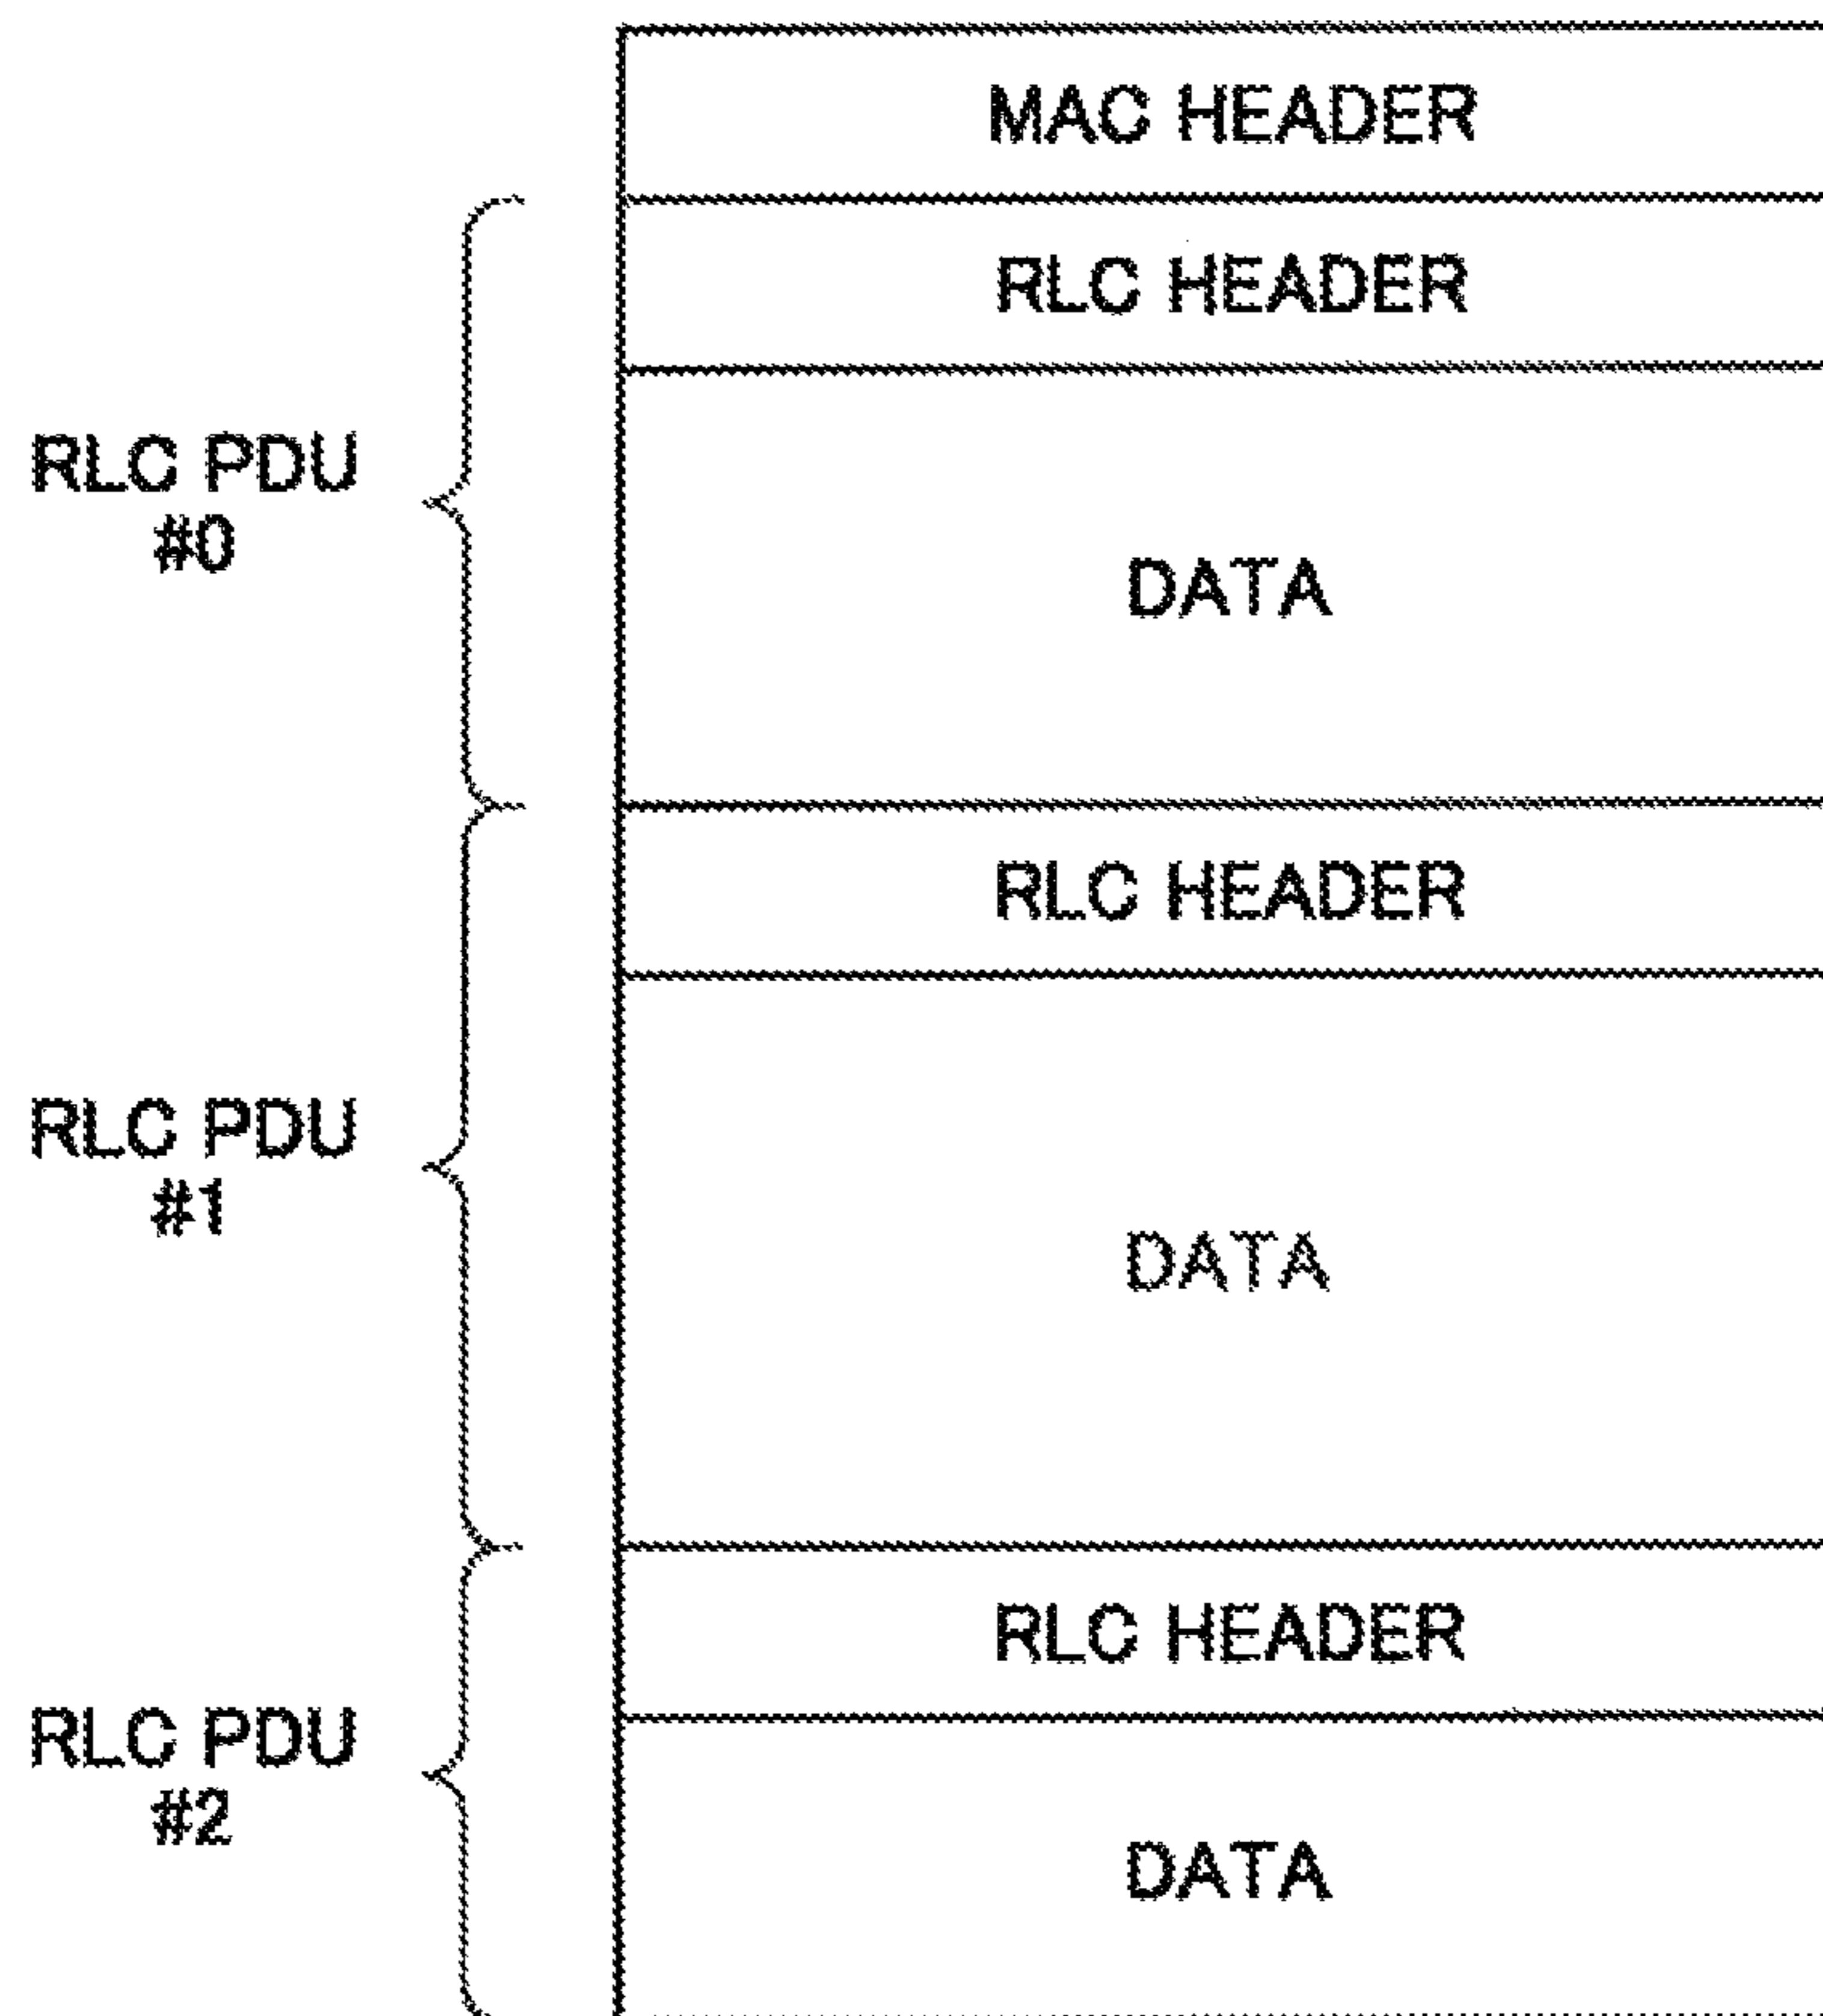 MAC HEADER
RLC HEADER
RLC PDU
#0
DATA
RLC HEADER
RLC PDU
#1
DATA
RLC HEADER
RLC PDU
#2
DATA